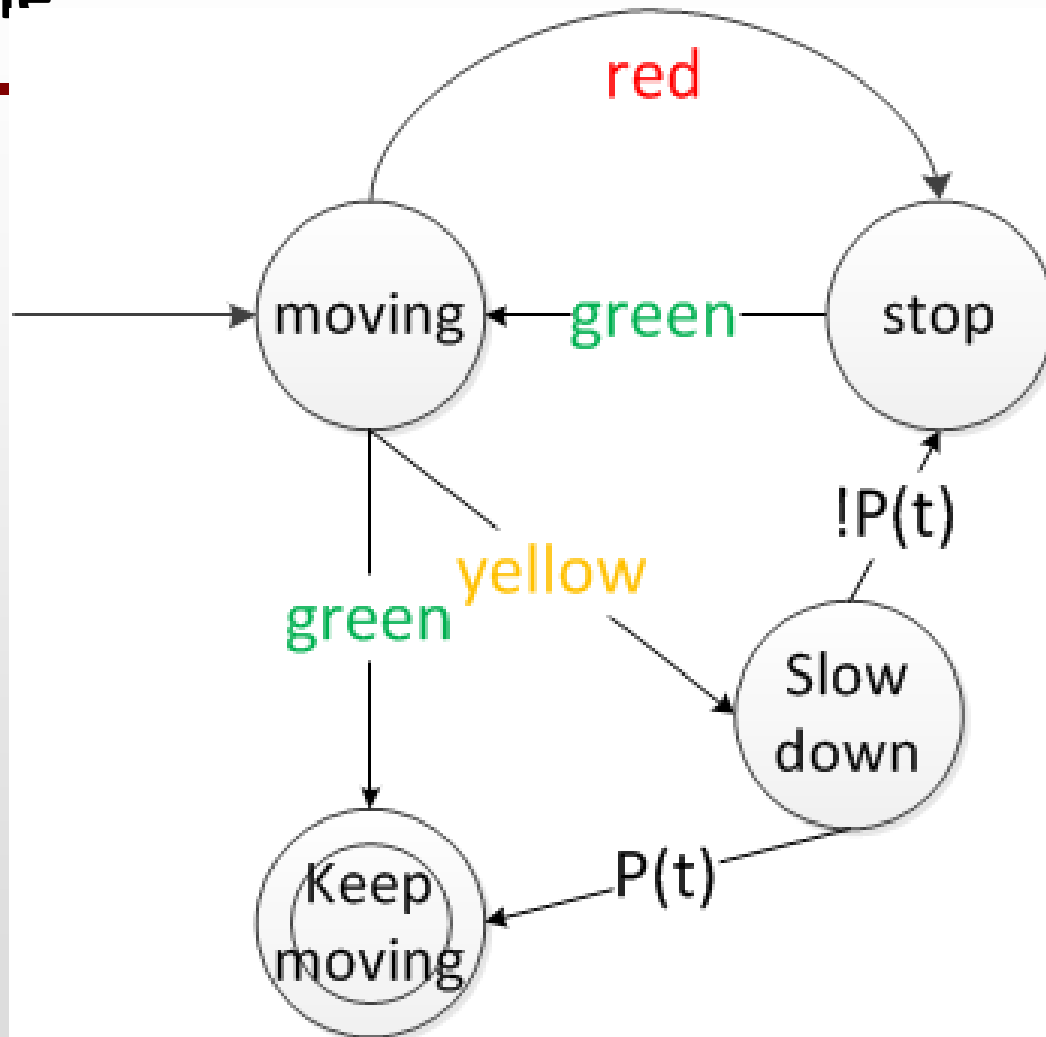 red
moving
green
stop
!P(t)
yellow
green
Slow
down
P(t)
Keep
moving